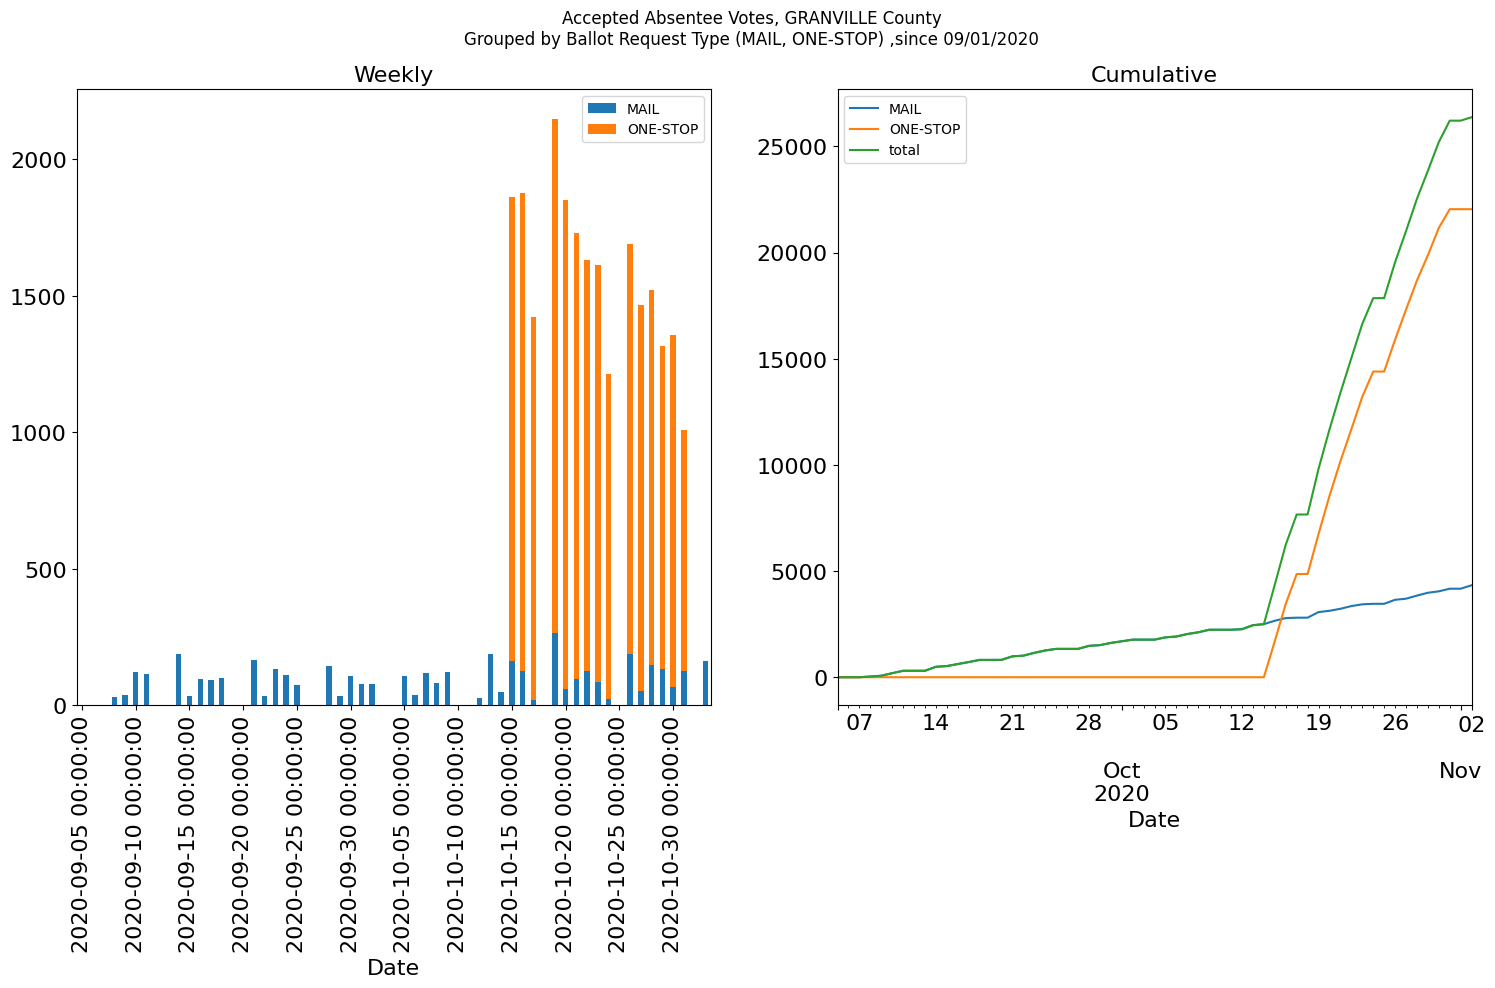 Accepted Absentee Votes, GRANVILLE County
Grouped by Ballot Request Type (MAIL, ONE-STOP) ,since 09/01/2020
Weekly
MAIL
ONE-STOP
2000
1500
1000
500
0
2020-09-05 00:00:00
2020-09-10 00:00:00
2020-09-15 00:00:00
2020-09-20 00:00:00
2020-09-25 00:00:00
2020-09-30 00:00:00
2020-10-05 00:00:00
2020-10-10 00:00:00
2020-10-15 00:00:00
2020-10-20 00:00:00
2020-10-25 00:00:00
2020-10-30 00:00:00
Date
Cumulative
MAIL
ONE-STOP
total
25000
20000
15000
10000
5000
0
07 14 21 28 05 12 19 26 02
Oct Nov
2020
Date